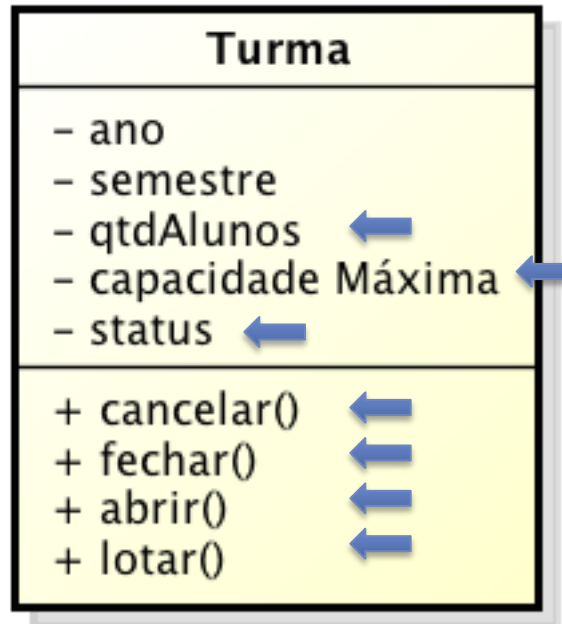 Turma
– ano
– semestre
– qtdAlunos
– capacidade Máxima
– status
+ cancelar()
+ fechar()
+ abrir()
+ lotar()